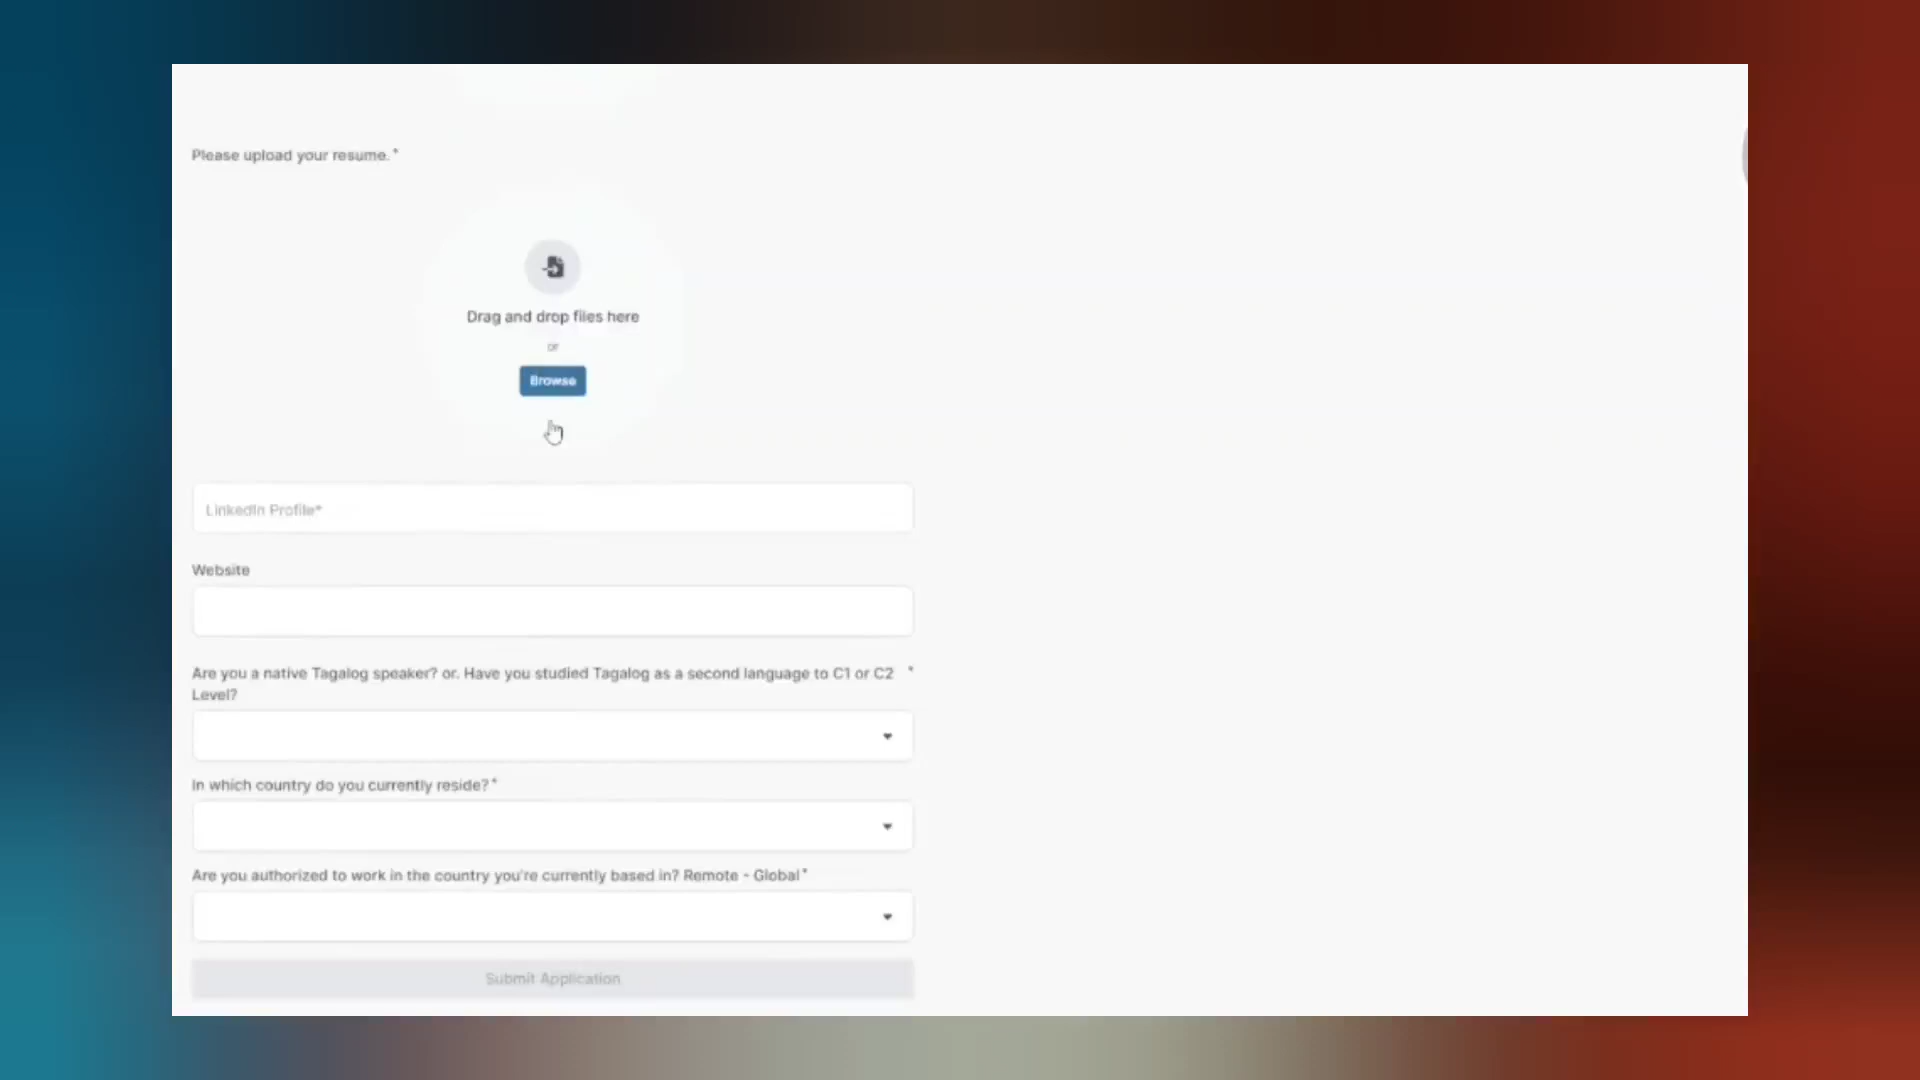 Please upload your resume.*
Drag and drop files here
or
Browse
LinkedIn Profile*
Website
Are you a native Tagalog speaker? or. Have you studied Tagalog as a second language to C1 or C2 *
Level?
In which country do you currently reside?*
Are you authorized to work in the country you're currently based in? Remote - Global*
Submit Application